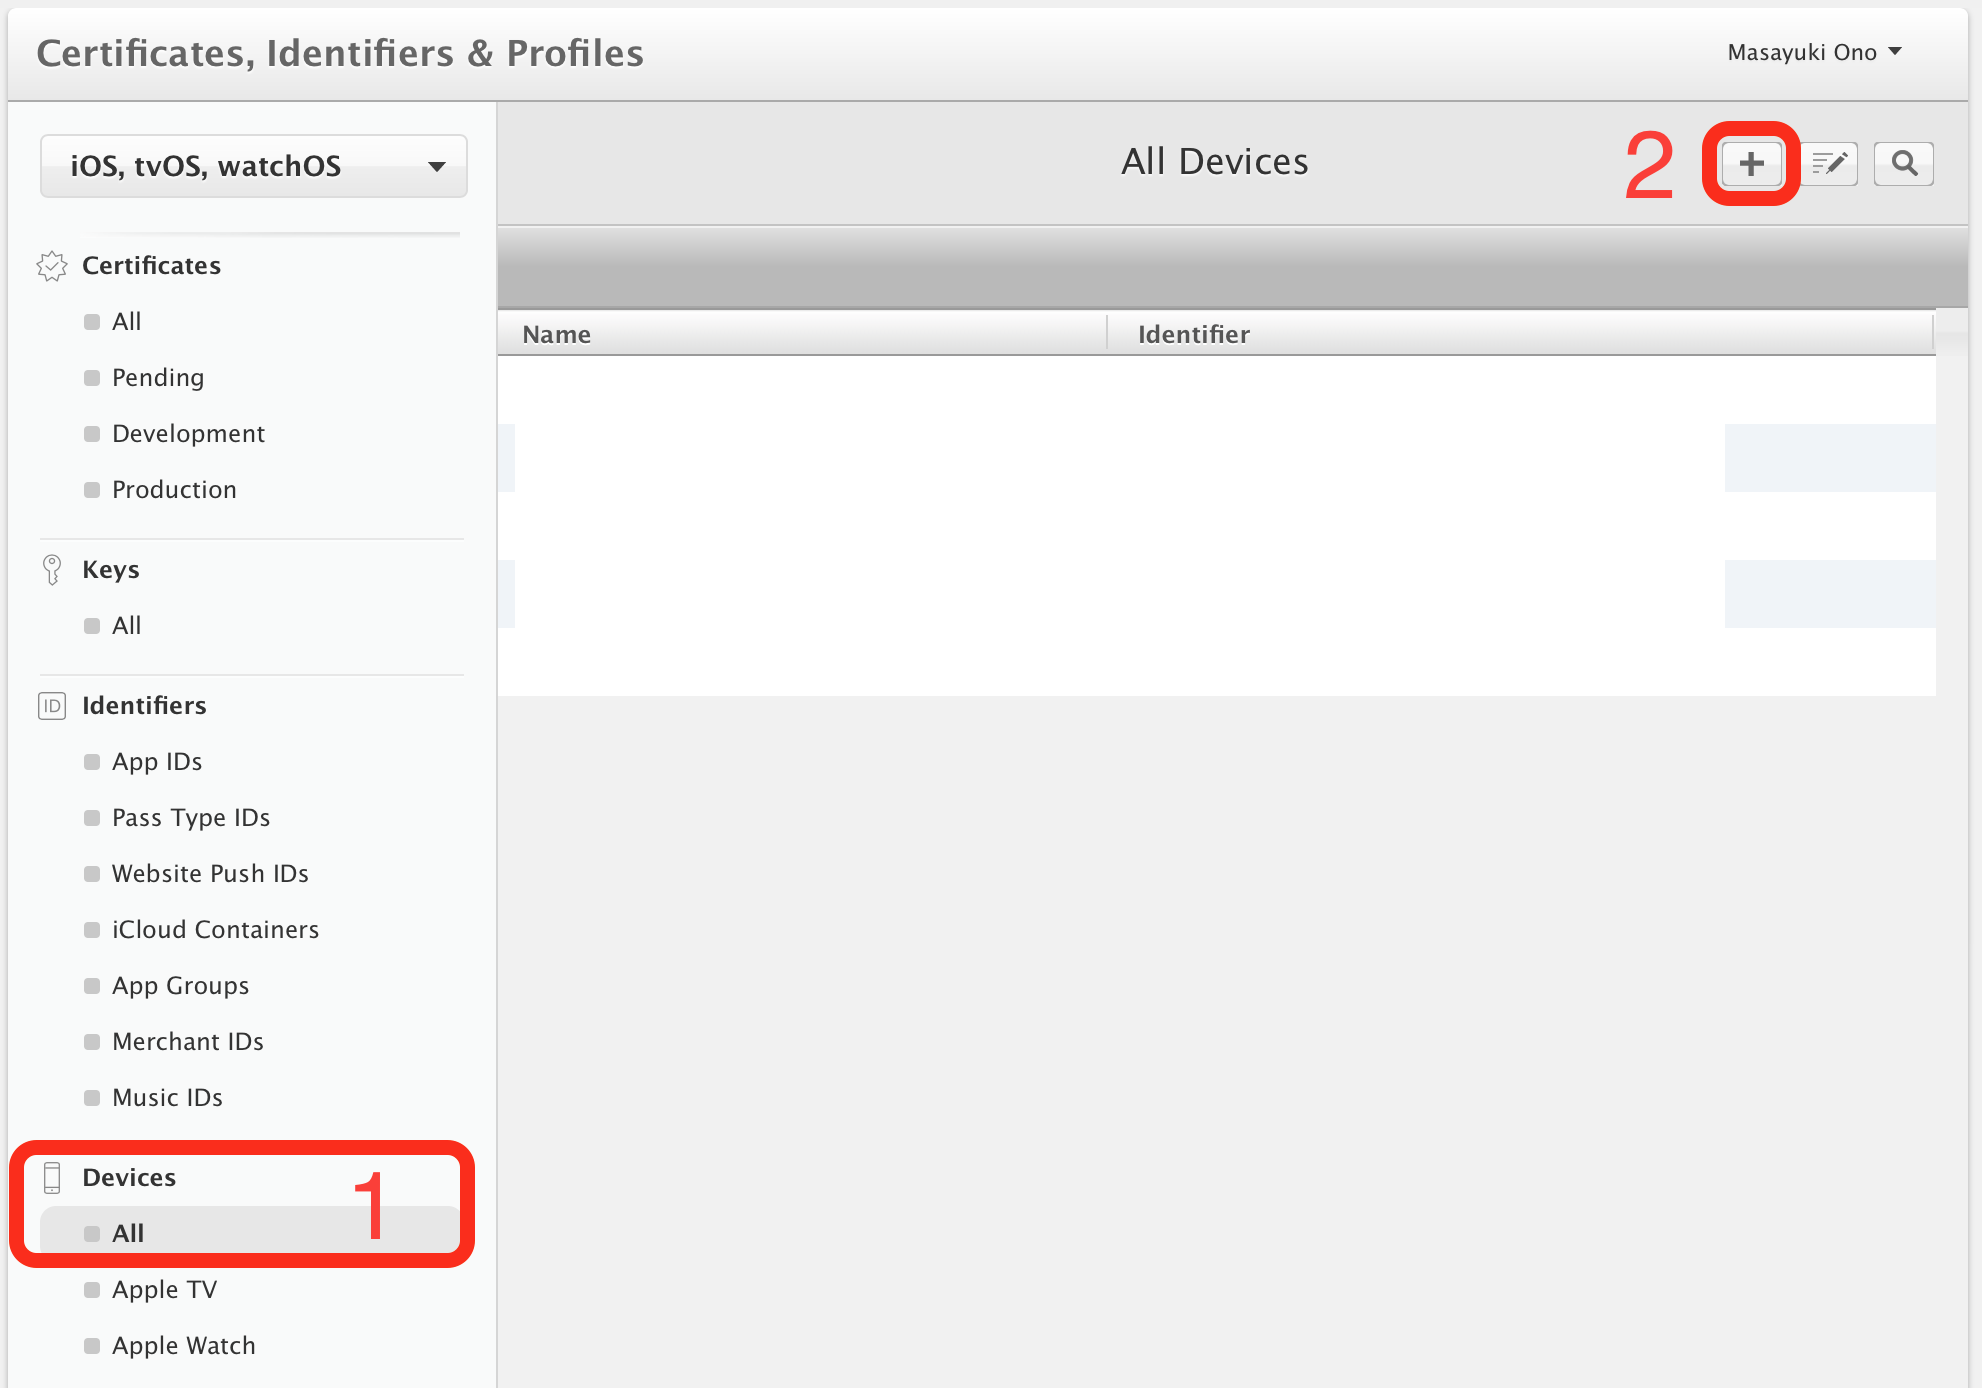 Certificates, Identifiers & Profiles
Masayuki Ono
iOS, tvOS, watchOS
All Devices
2
Name
Identifier
Certificates
All
Pending
Development
Production
Keys
All
ID
Identifiers
App IDs
Pass Type IDs
Website Push IDs
iCloud Containers
App Groups
Merchant IDs
Music IDs
Devices
1
All
Apple TV
Apple Watch